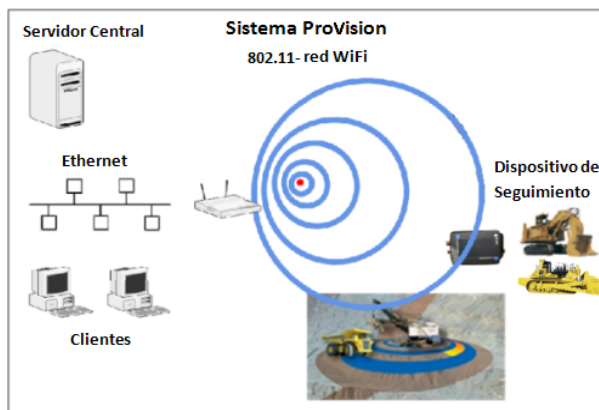 Servidor Central
Sistema ProVision
802.11- red WiFi
Ethernet
Dispositivo de
Seguimiento
Clientes